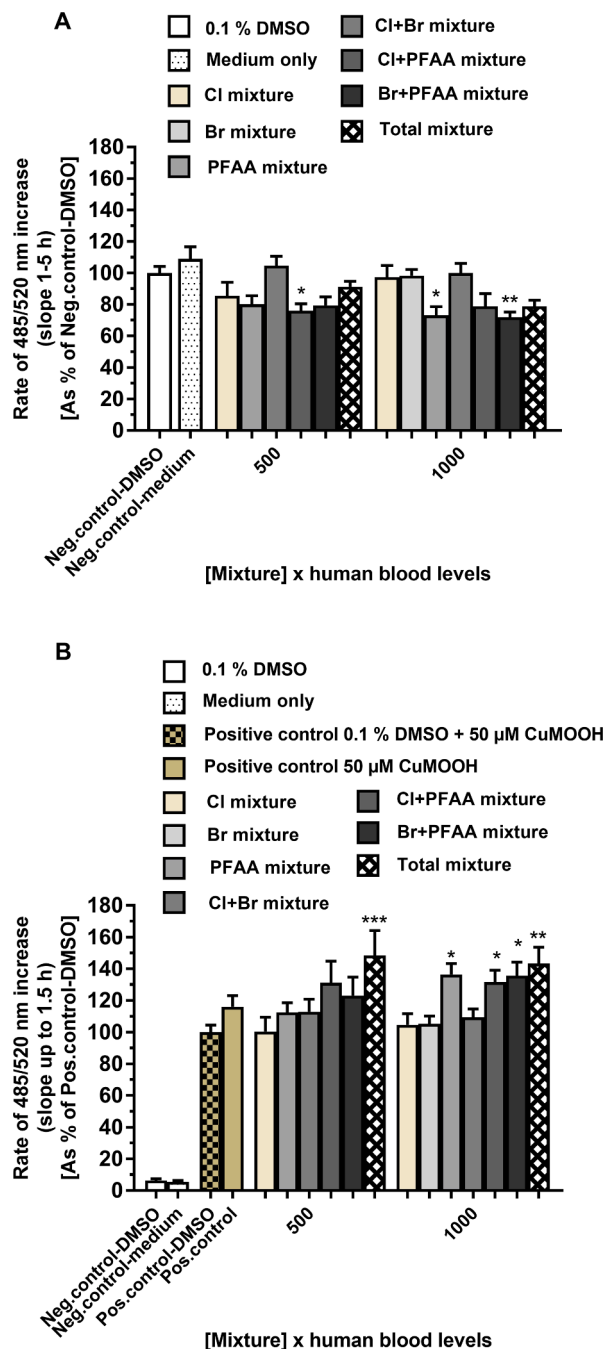 A
0.1 % DMSO
Medium only
Cl mixture
Br mixture
PFAA mixture
Cl+Br mixture
Cl+PFAA mixture
Br+PFAA mixture
Total mixture
Rate of 485/520 nm increase
(slope 1-5 h)
[As % of Neg.control-DMSO]
180
160
140
120
100
80
60
40
20
0
* * ** *
Neg.control-DMSO
Neg.control-medium
500
1000
[Mixture] x human blood levels
B
0.1 % DMSO
Medium only
Positive control 0.1 % DMSO + 50 µM CuMOOH
Positive control 50 µM CuMOOH
Cl mixture
Br mixture
PFAA mixture
Cl+Br mixture
Cl+PFAA mixture
Br+PFAA mixture
Total mixture
Rate of 485/520 nm increase
(slope up to 1.5 h)
[As % of Pos.control-DMSO]
180
160
140
120
100
80
60
40
20
0
*** * * * **
Neg.control-DMSO
Neg.control-medium
Pos.control-DMSO
Pos.control
500
1000
[Mixture] x human blood levels